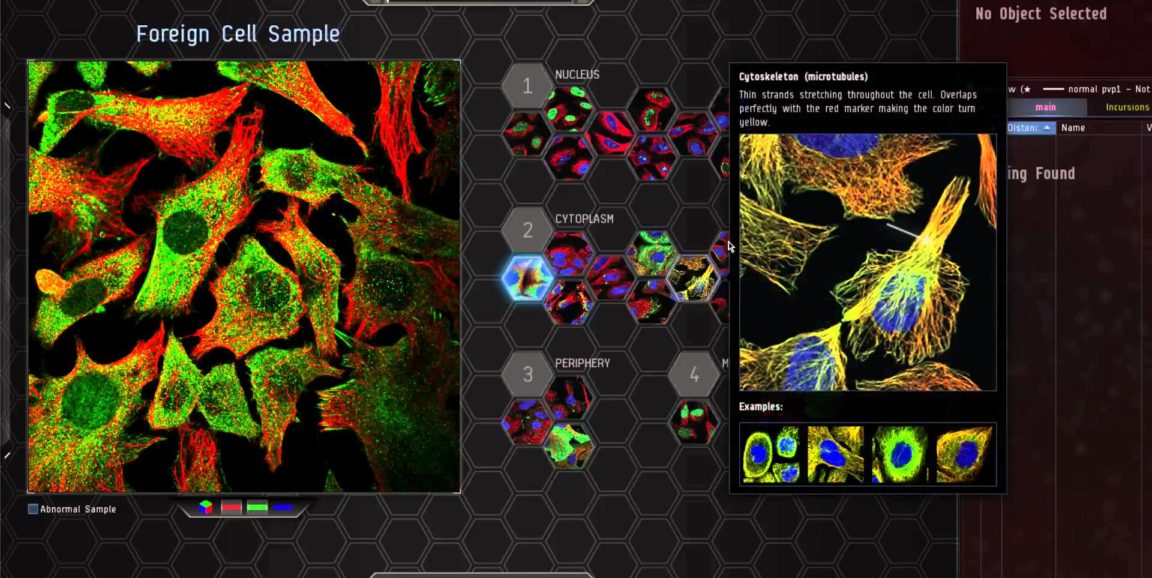 No Object Selected
Foreign Cell Sample
1
NUCLEUS
Cytoskeleton (microtubules)
Thin strands stretching throughout the cell. Overlaps
perfectly with the red marker making the color turn
yellow.
normal pvp1 - Not
main
Incursions
Distanc
Name
V
ing Found
2
CYTOPLASM
3
PERIPHERY
4
M
Examples:
Abnormal Sample